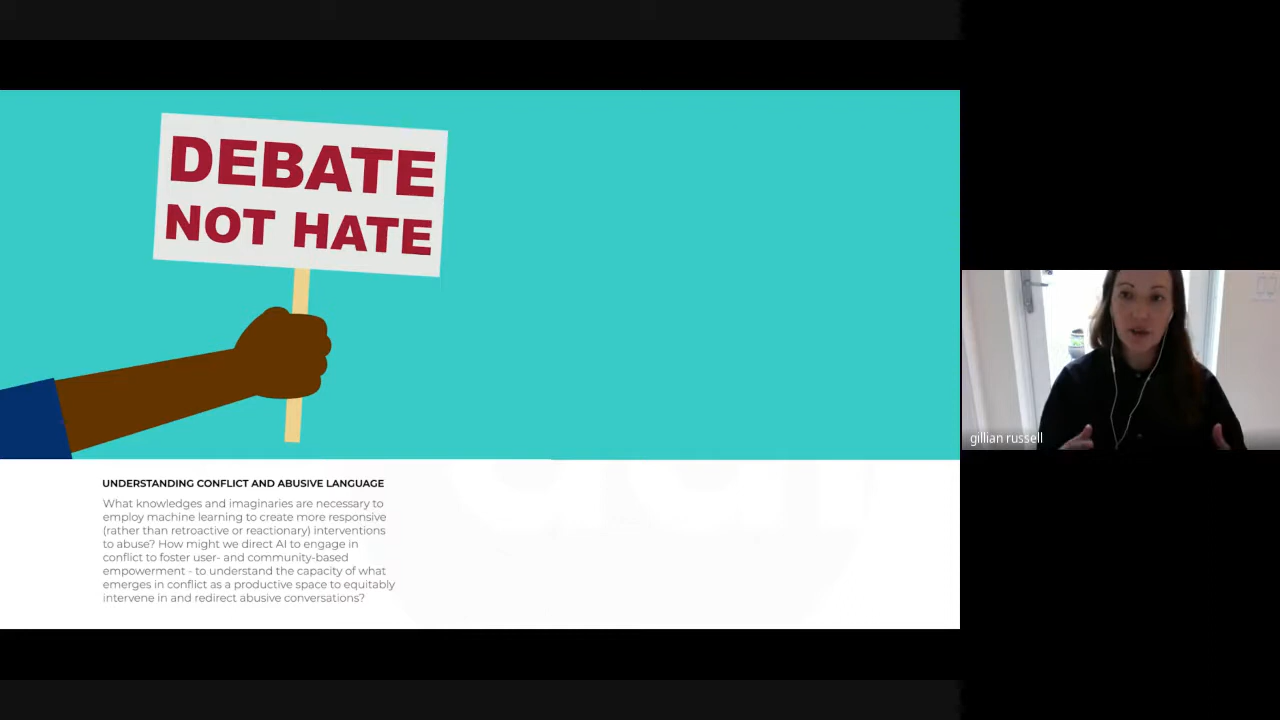 DEBATE
NOT HATE
UNDERSTANDING CONFLICT AND ABUSIVE LANGUAGE
What knowledges and imaginaries are necessary to
employ machine learning to create more responsive
(rather than retroactive or reactionary) interventions
to abuse? How might we direct AI to engage in
conflict to foster user- and community-based
empowerment - to understand the capacity of what
emerges in conflict as a productive space to equitably
intervene in and redirect abusive conversations?
gillian russell